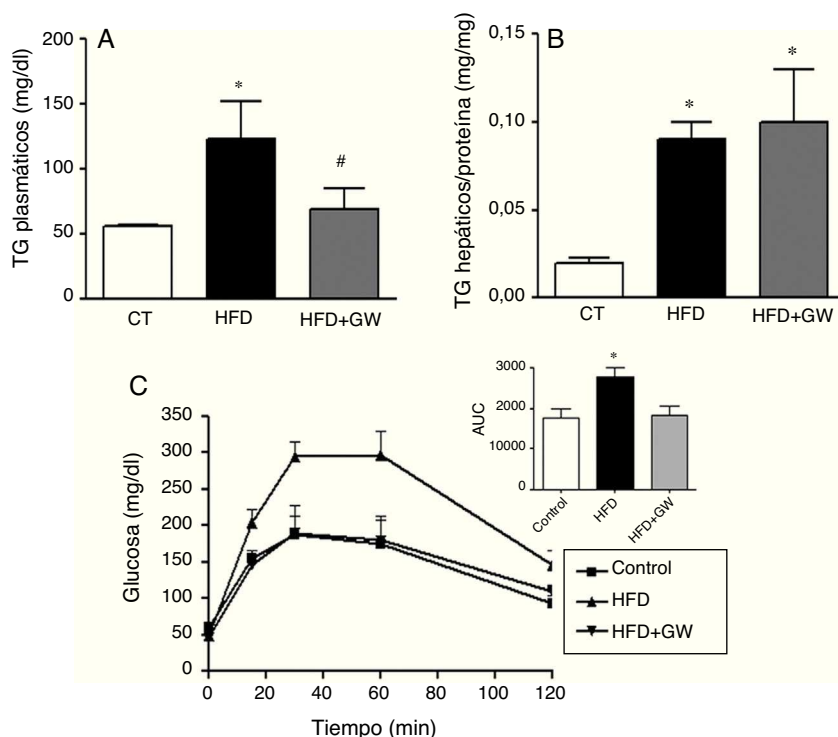 A
TG plasmáticos (mg/dl)
200
150
100
50
0
*
#
CT
HFD
HFD+GW
B
TG hepáticos/proteína (mg/mg)
0,15
0,10
0,05
0,00
*
*
CT
HFD
HFD+GW
C
Glucosa (mg/dl)
350
300
250
200
150
100
50
0
0
20
40
60
80
100
120
Tiempo (min)
AUC
3000
2000
10000
0
*
Control
HFD
HFD+GW
Control
HFD
HFD+GW